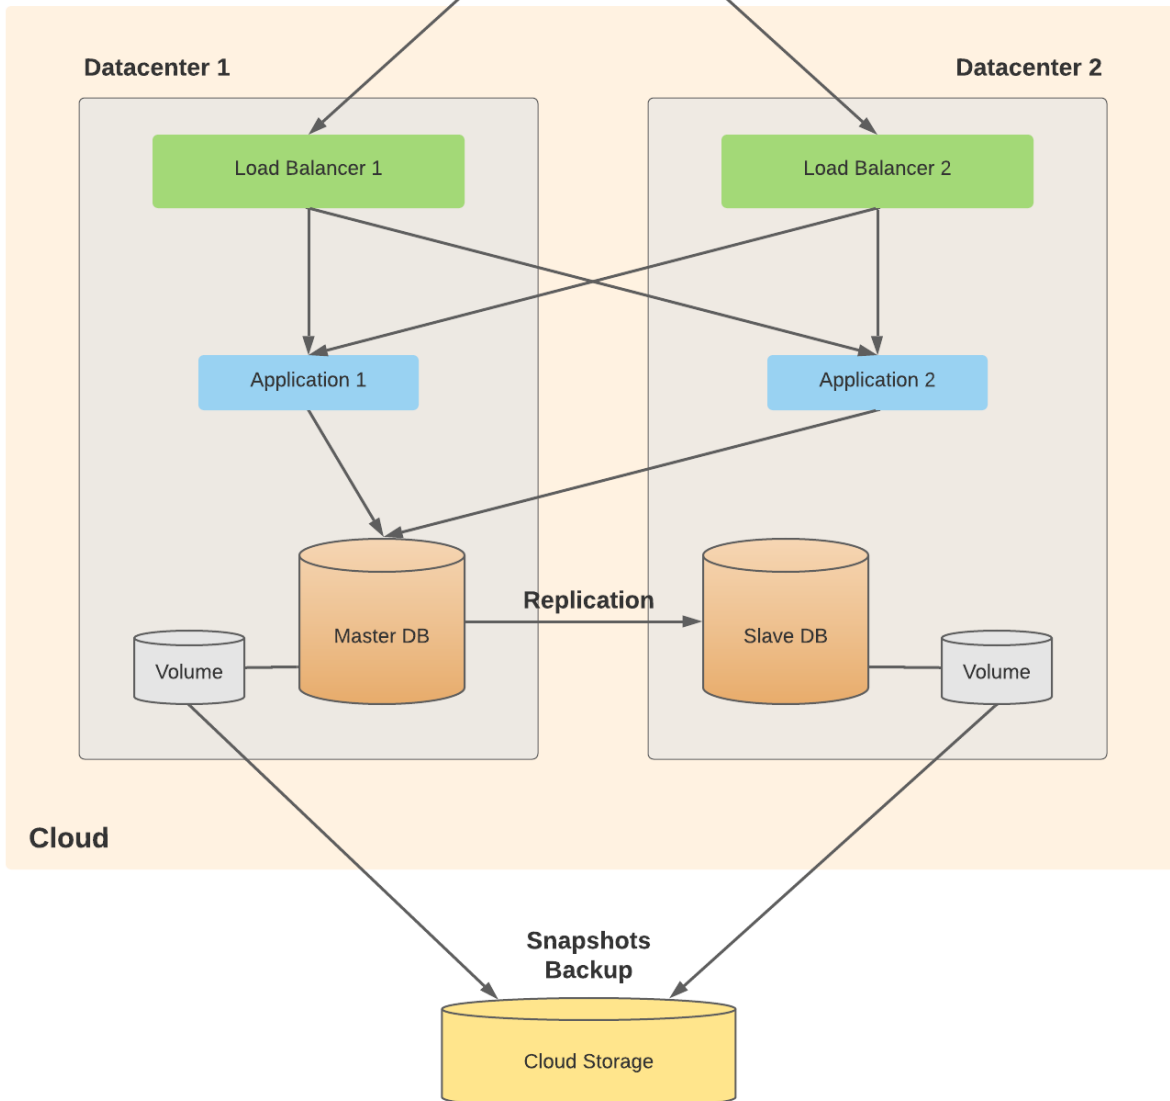 Datacenter 1
Datacenter 2
Load Balancer 1
Load Balancer 2
Application 1
Application 2
Replication
Master DB
Slave DB
Volume
Volume
Cloud
Snapshots
Backup
Cloud Storage